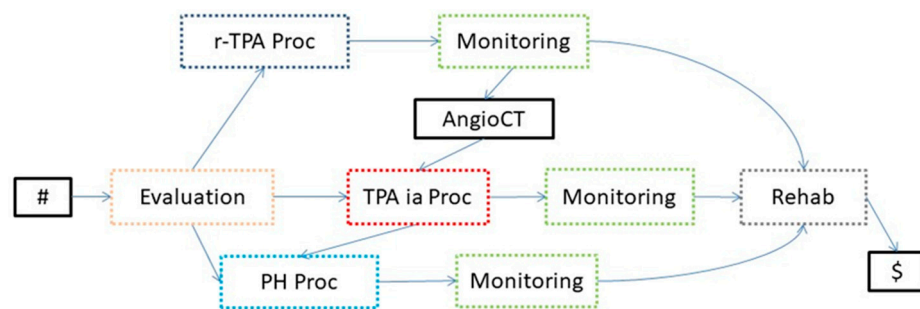 r-TPA Proc
Monitoring
AngioCT
#
Evaluation
TPA ia Proc
Monitoring
Rehab
PH Proc
Monitoring
$